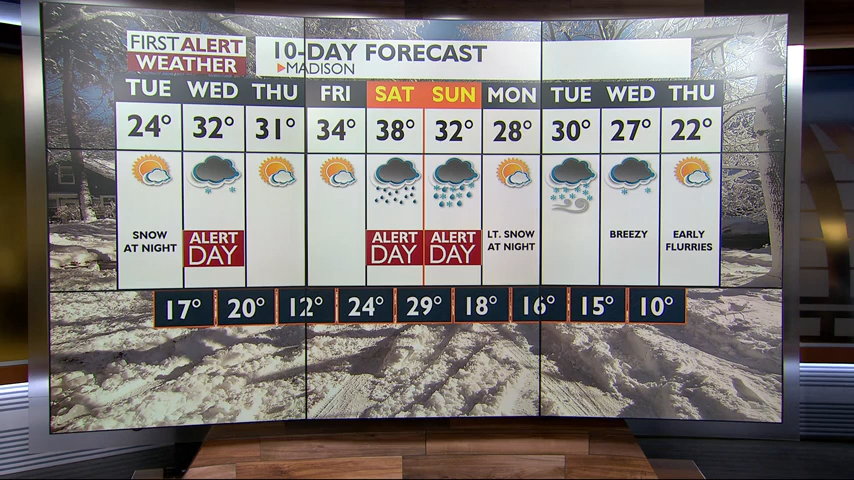 FIRST ALERT
WEATHER
10-DAY FORECAST
MADISON
TUE WED THU FRI SAT SUN MON TUE WED THU
24° 32° 31° 34° 38° 32° 28° 30° 27° 22°
SNOW
AT NIGHT
ALERT
DAY
ALERT
DAY
ALERT
DAY
LT. SNOW
AT NIGHT
BREEZY
EARLY
FLURRIES
17° 20° 12° 24° 29° 18° 16° 15° 10°